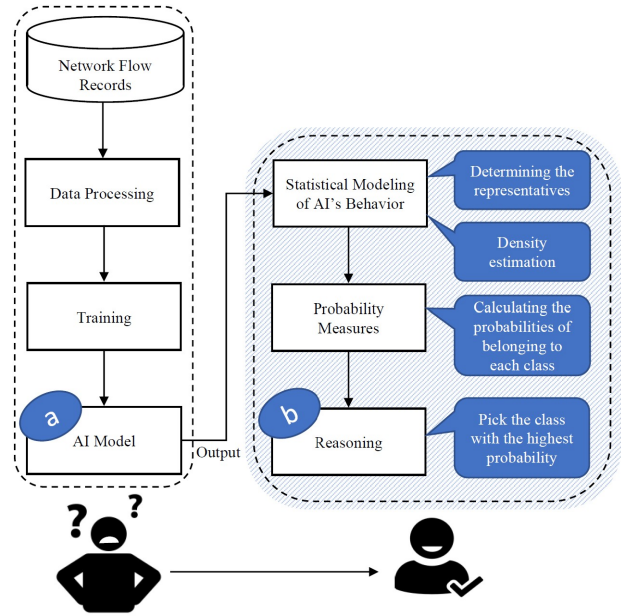 Network Flow
Records
Data Processing
Training
a
AI Model
Output
Statistical Modeling
of AI's Behavior
Determining the
representatives
Density
estimation
Probability
Measures
Calculating the
probabilities of
belonging to
each class
b
Reasoning
Pick the class
with the highest
probability
? ?